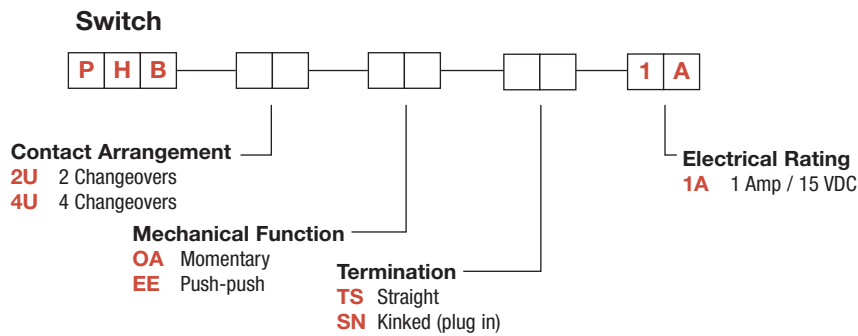 Switch
P H B 1 A
Contact Arrangement
2U 2 Changeovers
4U 4 Changeovers
Electrical Rating
1A 1 Amp / 15 VDC
Mechanical Function
OA Momentary
EE Push-push
Termination
TS Straight
SN Kinked (plug in)